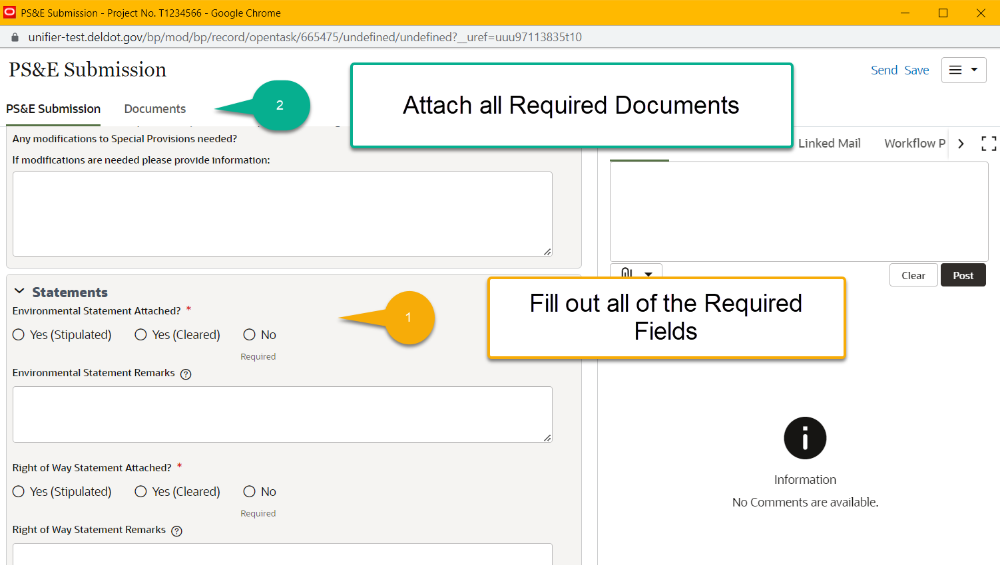 PS&E Submission - Project No. T1234566 - Google Chrome
unifier-test.deldot.gov/bp/mod/bp/record/opentask/665475/undefined/undefined?__uref=uuu97113835t10
PS&E Submission
Send Save
PS&E Submission Documents
2
Attach all Required Documents
Linked Mail Workflow P
Any modifications to Special Provisions needed?
If modifications are needed please provide information:
Clear Post
Statements
Environmental Statement Attached? *
1
Fill out all of the Required
Fields
Yes (Stipulated) Yes (Cleared) No
Required
Environmental Statement Remarks ?
Right of Way Statement Attached? *
Yes (Stipulated) Yes (Cleared) No
Required
Right of Way Statement Remarks ?
Information
No Comments are available.